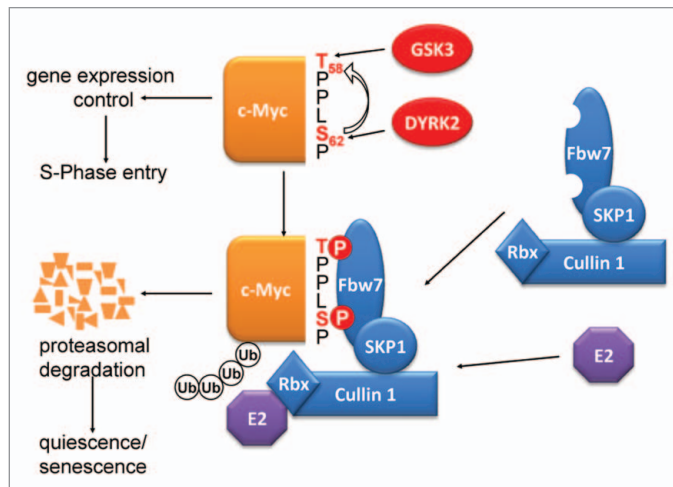 gene expression
control
S-Phase entry
c-Myc
T58
P
P
L
S62
P
GSK3
DYRK2
Fbw7
SKP1
Rbx
Cullin 1
c-Myc
T P
P
P
L
S P
P
Fbw7
SKP1
Rbx
Cullin 1
E2
Ub
Ub
Ub
Ub
E2
proteasomal
degradation
quiescence/
senescence